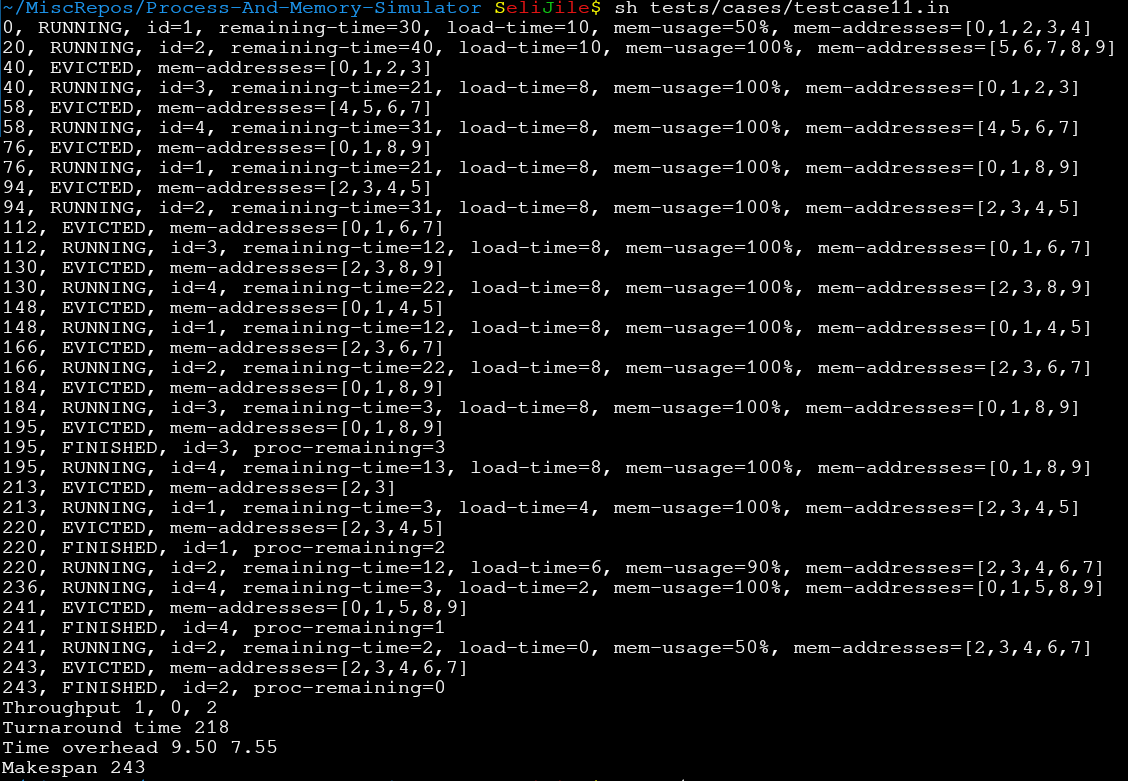 ~/MiscRepos/Process-And-Memory-Simulator SeliJile$ sh tests/cases/testcase11.in
0, RUNNING, id=1, remaining-time=30, load-time=10, mem-usage=50%, mem-addresses=[0,1,2,3,4]
20, RUNNING, id=2, remaining-time=40, load-time=10, mem-usage=100%, mem-addresses=[5,6,7,8,9]
40, EVICTED, mem-addresses=[0,1,2,3]
40, RUNNING, id=3, remaining-time=21, load-time=8, mem-usage=100%, mem-addresses=[0,1,2,3]
58, EVICTED, mem-addresses=[4,5,6,7]
58, RUNNING, id=4, remaining-time=31, load-time=8, mem-usage=100%, mem-addresses=[4,5,6,7]
76, EVICTED, mem-addresses=[0,1,8,9]
76, RUNNING, id=1, remaining-time=21, load-time=8, mem-usage=100%, mem-addresses=[0,1,8,9]
94, EVICTED, mem-addresses=[2,3,4,5]
94, RUNNING, id=2, remaining-time=31, load-time=8, mem-usage=100%, mem-addresses=[2,3,4,5]
112, EVICTED, mem-addresses=[0,1,6,7]
112, RUNNING, id=3, remaining-time=12, load-time=8, mem-usage=100%, mem-addresses=[0,1,6,7]
130, EVICTED, mem-addresses=[2,3,8,9]
130, RUNNING, id=4, remaining-time=22, load-time=8, mem-usage=100%, mem-addresses=[2,3,8,9]
148, EVICTED, mem-addresses=[0,1,4,5]
148, RUNNING, id=1, remaining-time=12, load-time=8, mem-usage=100%, mem-addresses=[0,1,4,5]
166, EVICTED, mem-addresses=[2,3,6,7]
166, RUNNING, id=2, remaining-time=22, load-time=8, mem-usage=100%, mem-addresses=[2,3,6,7]
184, EVICTED, mem-addresses=[0,1,8,9]
184, RUNNING, id=3, remaining-time=3, load-time=8, mem-usage=100%, mem-addresses=[0,1,8,9]
195, EVICTED, mem-addresses=[0,1,8,9]
195, FINISHED, id=3, proc-remaining=3
195, RUNNING, id=4, remaining-time=13, load-time=8, mem-usage=100%, mem-addresses=[0,1,8,9]
213, EVICTED, mem-addresses=[2,3]
213, RUNNING, id=1, remaining-time=3, load-time=4, mem-usage=100%, mem-addresses=[2,3,4,5]
220, EVICTED, mem-addresses=[2,3,4,5]
220, FINISHED, id=1, proc-remaining=2
220, RUNNING, id=2, remaining-time=12, load-time=6, mem-usage=90%, mem-addresses=[2,3,4,6,7]
236, RUNNING, id=4, remaining-time=3, load-time=2, mem-usage=100%, mem-addresses=[0,1,5,8,9]
241, EVICTED, mem-addresses=[0,1,5,8,9]
241, FINISHED, id=4, proc-remaining=1
241, RUNNING, id=2, remaining-time=2, load-time=0, mem-usage=50%, mem-addresses=[2,3,4,6,7]
243, EVICTED, mem-addresses=[2,3,4,6,7]
243, FINISHED, id=2, proc-remaining=0
Throughput 1, 0, 2
Turnaround time 218
Time overhead 9.50 7.55
Makespan 243